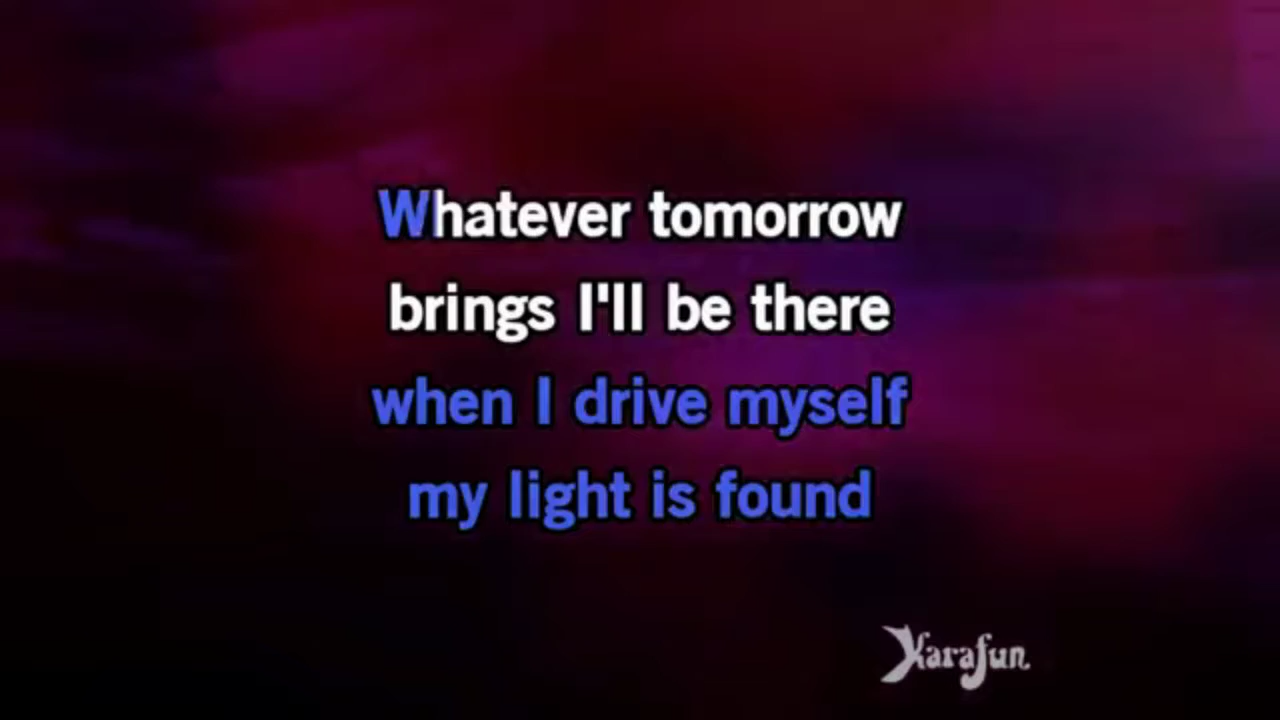 Whatever tomorrow
brings I'll be there
when I drive myself
my light is found
Karafun